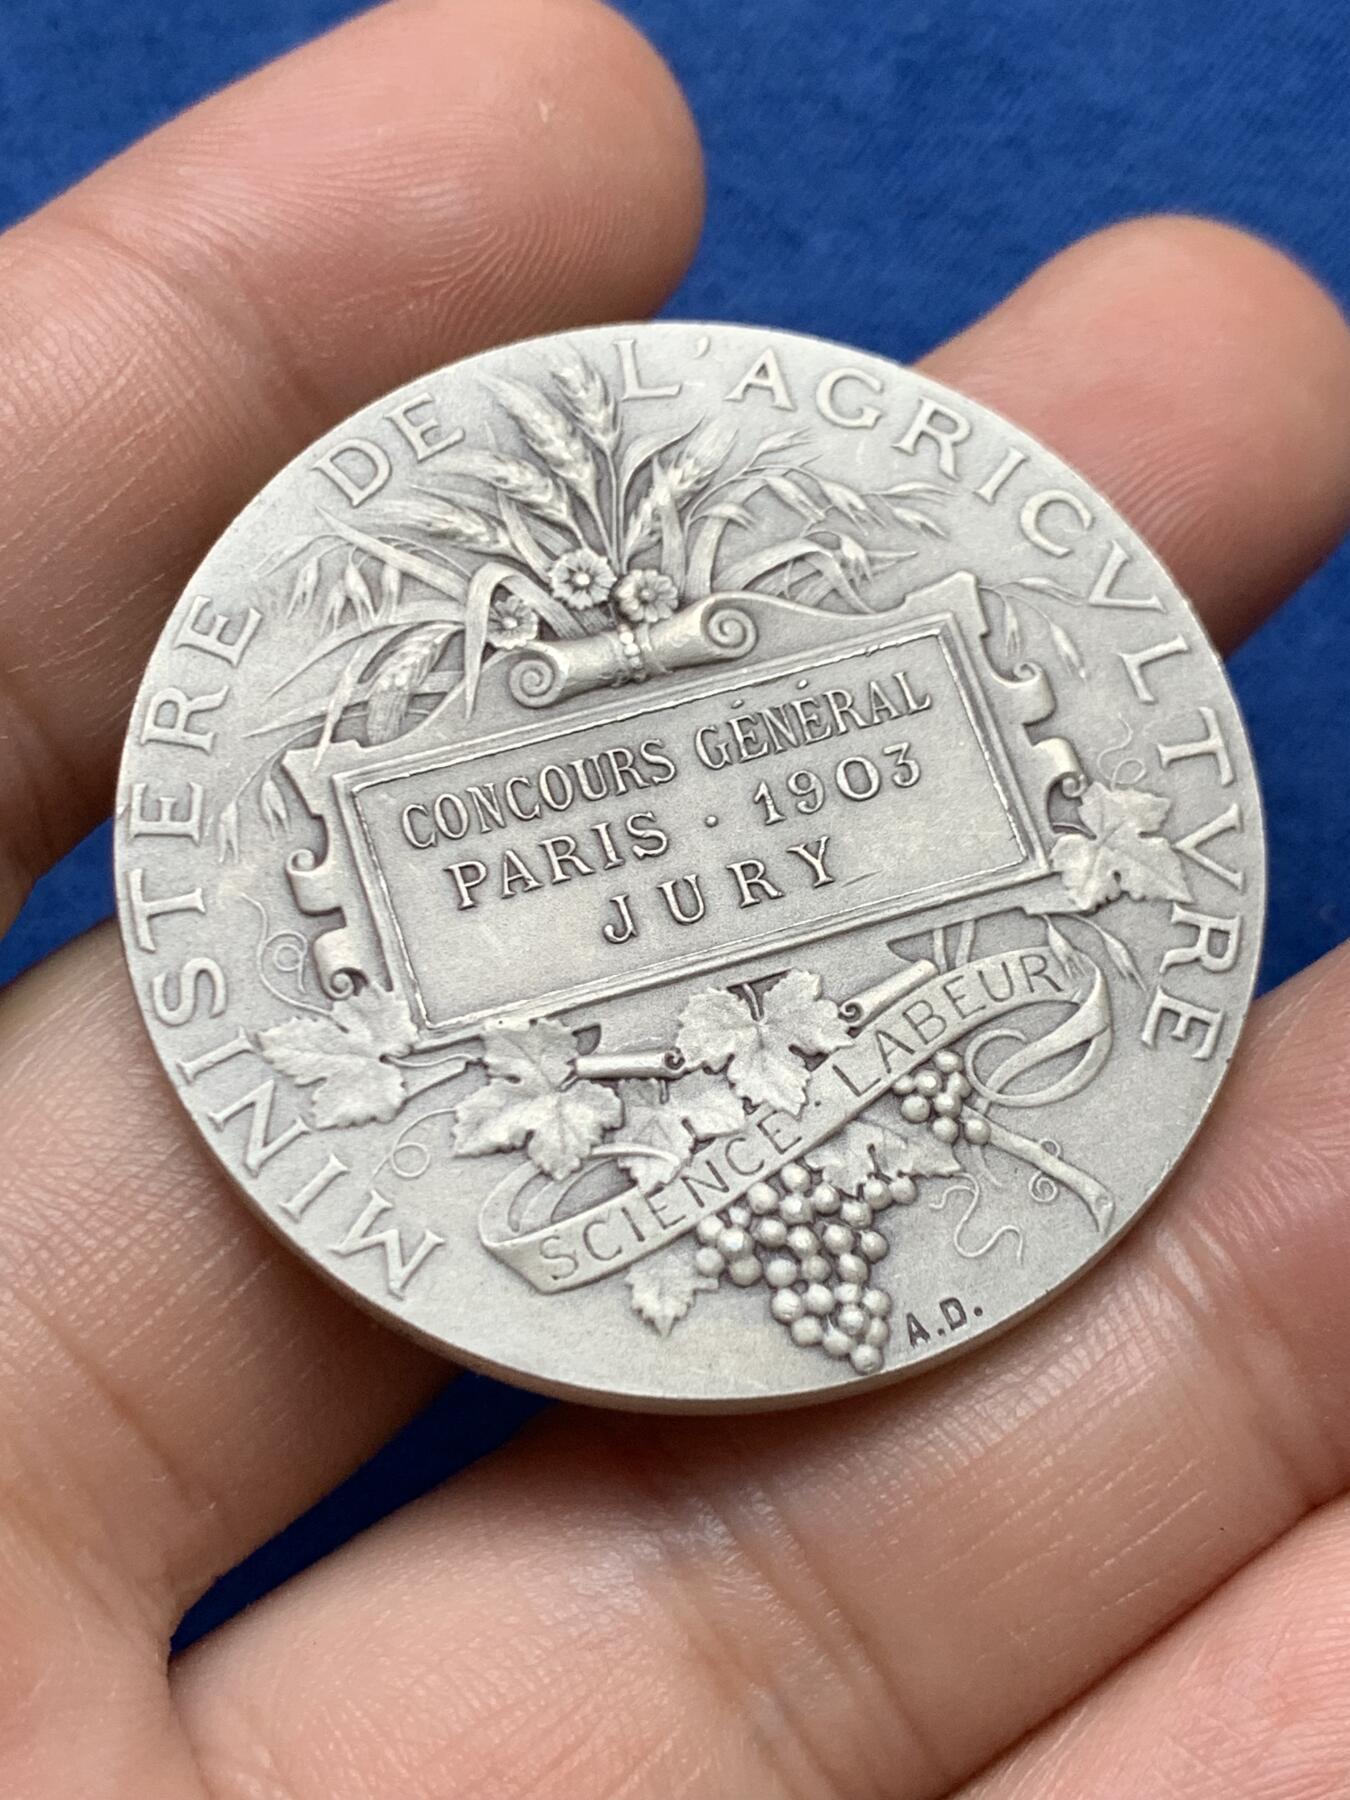 MINISTERE DE L'AGRICVLTVRE
CONCOURS GÉNÉRAL
PARIS · 1903
JURY
SCIENCE · LABEUR
A.D.